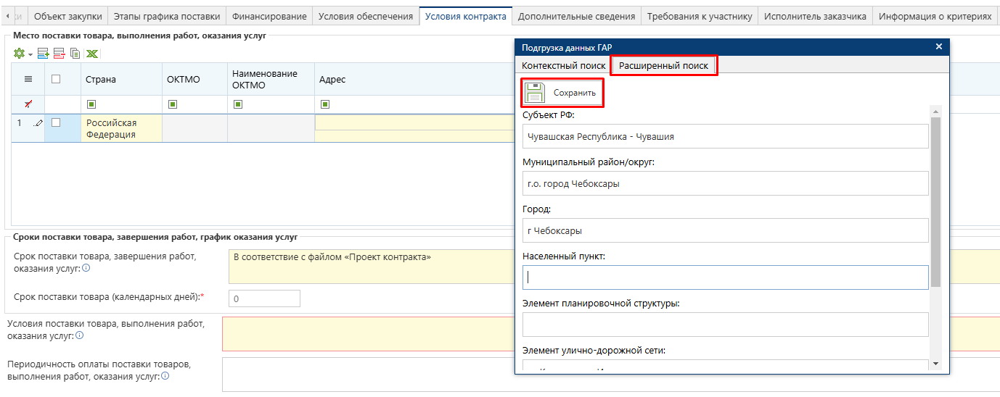 Объект закупки
Этапы графика поставки
Финансирование
Условия обеспечения
Условия контракта
Дополнительные сведения
Требования к участнику
Исполнитель заказчика
Информация о критериях
Место поставки товара, выполнения работ, оказания услуг
Страна
ОКТМО
Наименование
ОКТМО
Адрес
1
Российская
Федерация
Сроки поставки товара, завершения работ, график оказания услуг
Срок поставки товара, завершения работ,
оказания услуг:
В соответствие с файлом «Проект контракта»
Срок поставки товара (календарных дней):*
0
Условия поставки товара, выполнения работ,
оказания услуг:
Периодичность оплаты поставки товаров,
выполнения работ, оказания услуг:
Подгрузка данных ГАР
Контекстный поиск
Расширенный поиск
Сохранить
Субъект РФ:
Чувашская Республика - Чувашия
Муниципальный район/округ:
г.о. город Чебоксары
Город:
г Чебоксары
Населенный пункт:
Элемент планировочной структуры:
Элемент улично-дорожной сети: